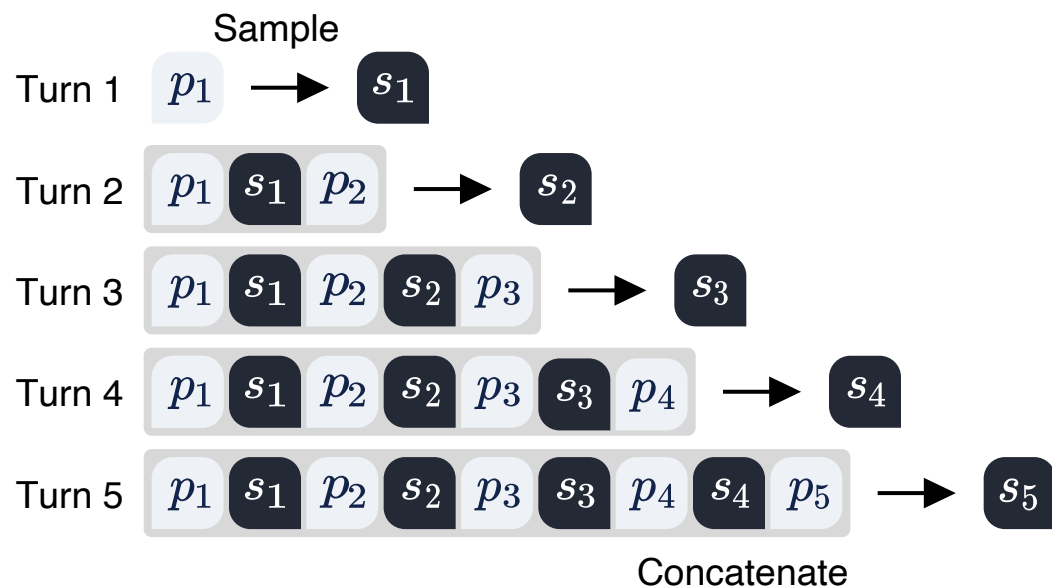 Sample
Turn 1 p₁ → s₁
Turn 2 p₁ s₁ p₂ → s₂
Turn 3 p₁ s₁ p₂ s₂ p₃ → s₃
Turn 4 p₁ s₁ p₂ s₂ p₃ s₃ p₄ → s₄
Turn 5 p₁ s₁ p₂ s₂ p₃ s₃ p₄ s₄ p₅ → s₅
Concatenate